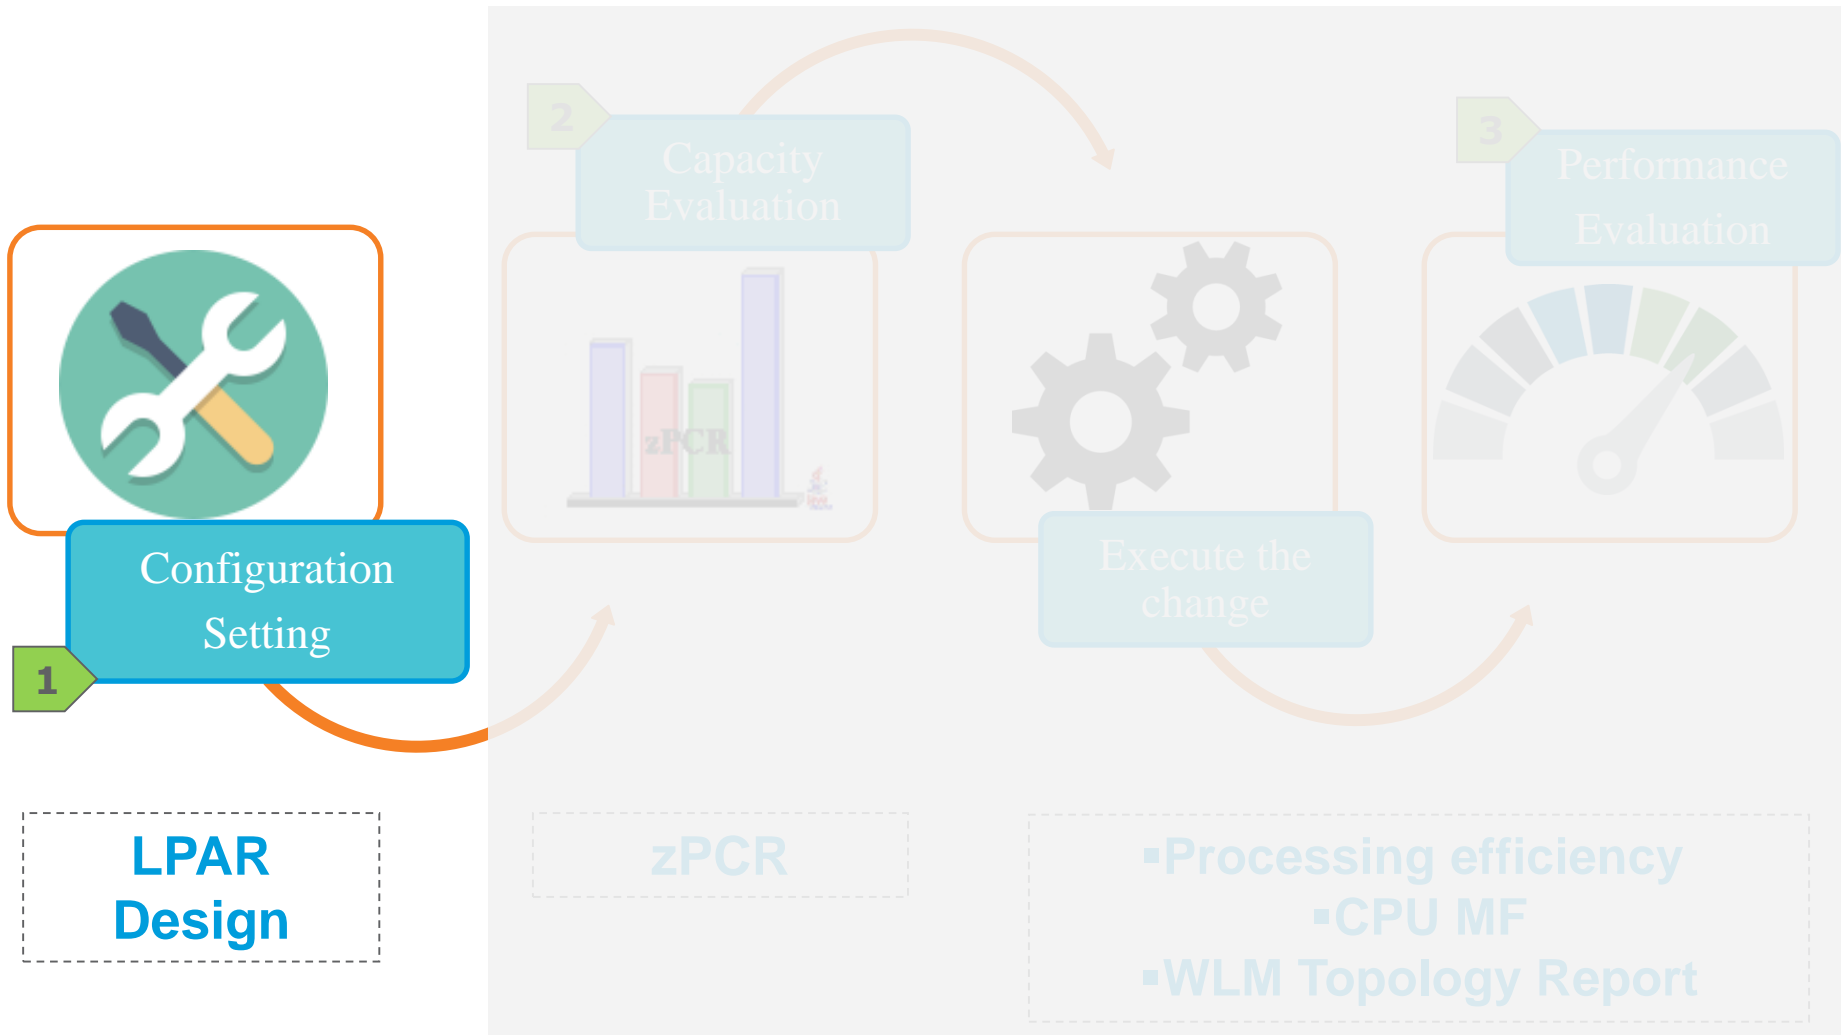 1
Configuration
Setting
LPAR
Design
2
Capacity
Evaluation
zPCR
zPCR
Execute the
change
3
Performance
Evaluation
▪Processing efficiency
▪CPU MF
▪WLM Topology Report